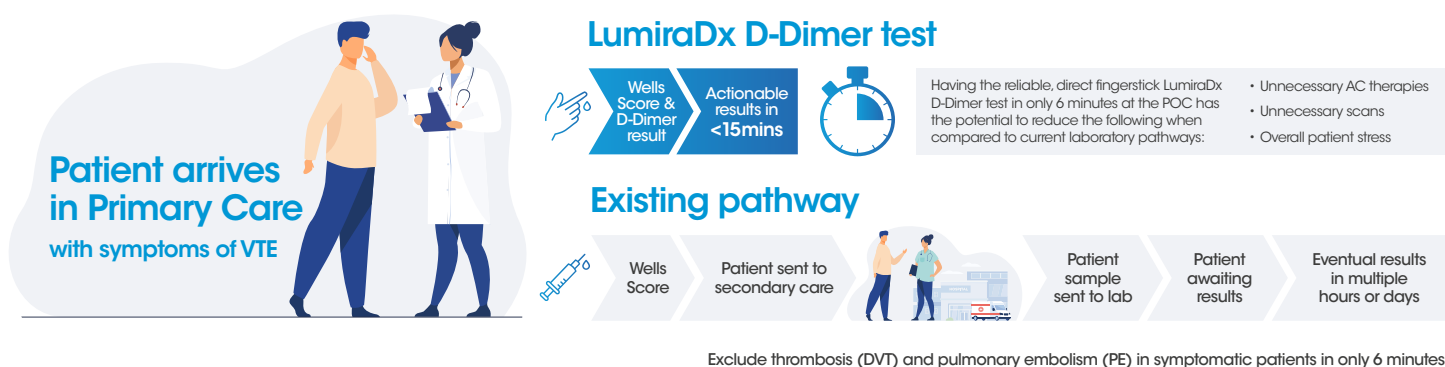 Patient arrives
in Primary Care
with symptoms of VTE
LumiraDx D-Dimer test
Wells
Score &
D-Dimer
result
Actionable
results in
<15mins
Having the reliable, direct fingerstick LumiraDx
D-Dimer test in only 6 minutes at the POC has
the potential to reduce the following when
compared to current laboratory pathways:
• Unnecessary AC therapies
• Unnecessary scans
• Overall patient stress
Existing pathway
Wells
Score
Patient sent to
secondary care
Patient
sample
sent to lab
Patient
awaiting
results
Eventual results
in multiple
hours or days
Exclude thrombosis (DVT) and pulmonary embolism (PE) in symptomatic patients in only 6 minutes